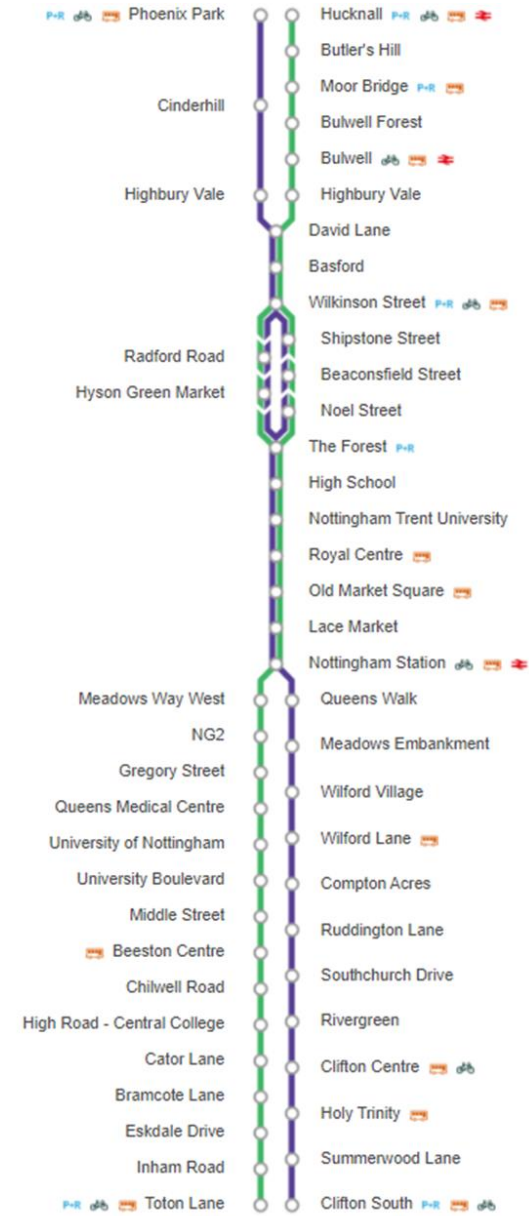 P+R Phoenix Park
Hucknall P+R
Butler's Hill
Moor Bridge P+R
Cinderhill
Bulwell Forest
Bulwell
Highbury Vale
Highbury Vale
David Lane
Basford
Wilkinson Street P+R
Shipstone Street
Radford Road
Beaconsfield Street
Hyson Green Market
Noel Street
The Forest P+R
High School
Nottingham Trent University
Royal Centre
Old Market Square
Lace Market
Nottingham Station
Meadows Way West
Queens Walk
NG2
Meadows Embankment
Gregory Street
Wilford Village
Queens Medical Centre
Wilford Lane
University of Nottingham
University Boulevard
Compton Acres
Middle Street
Ruddington Lane
Beeston Centre
Southchurch Drive
Chilwell Road
High Road - Central College
Rivergreen
Cator Lane
Clifton Centre
Bramcote Lane
Holy Trinity
Eskdale Drive
Summerwood Lane
Inham Road
P+R Toton Lane
Clifton South P+R